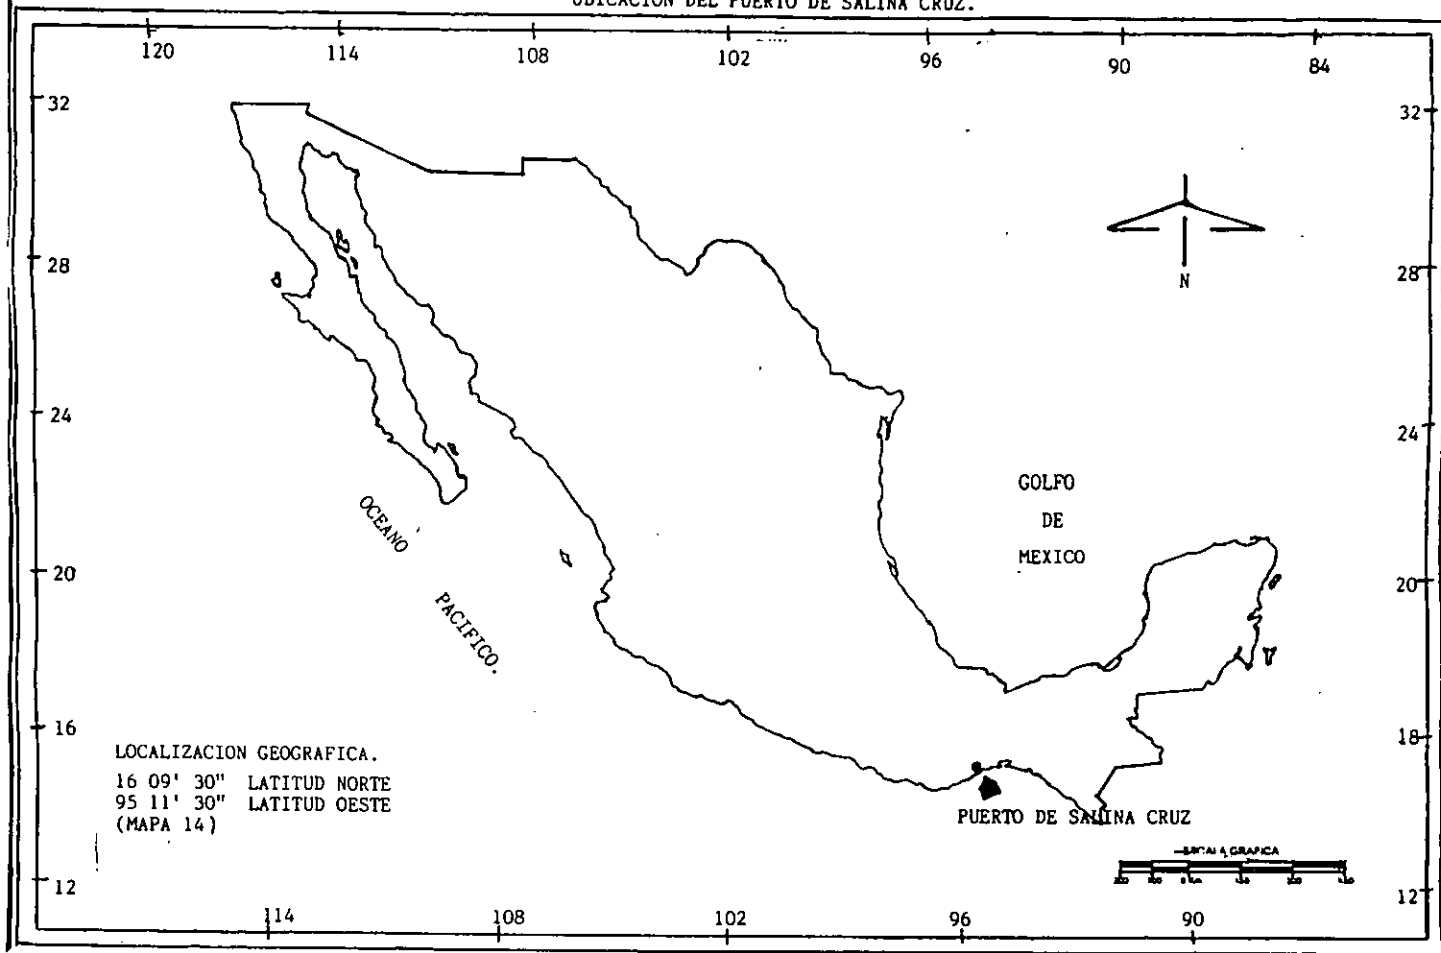 UBICACION DEL PUERTO DE SALINA CRUZ.
120 114 108 102 96 90 84
32 32
28 28
N
24 24
GOLFO
DE
MEXICO
OCEANO
PACIFICO.
20 20
16 18
LOCALIZACION GEOGRAFICA.
16 09' 30" LATITUD NORTE
95 11' 30" LATITUD OESTE
(MAPA 14)
PUERTO DE SALINA CRUZ
GRAFICA
12 12
114 108 102 96 90